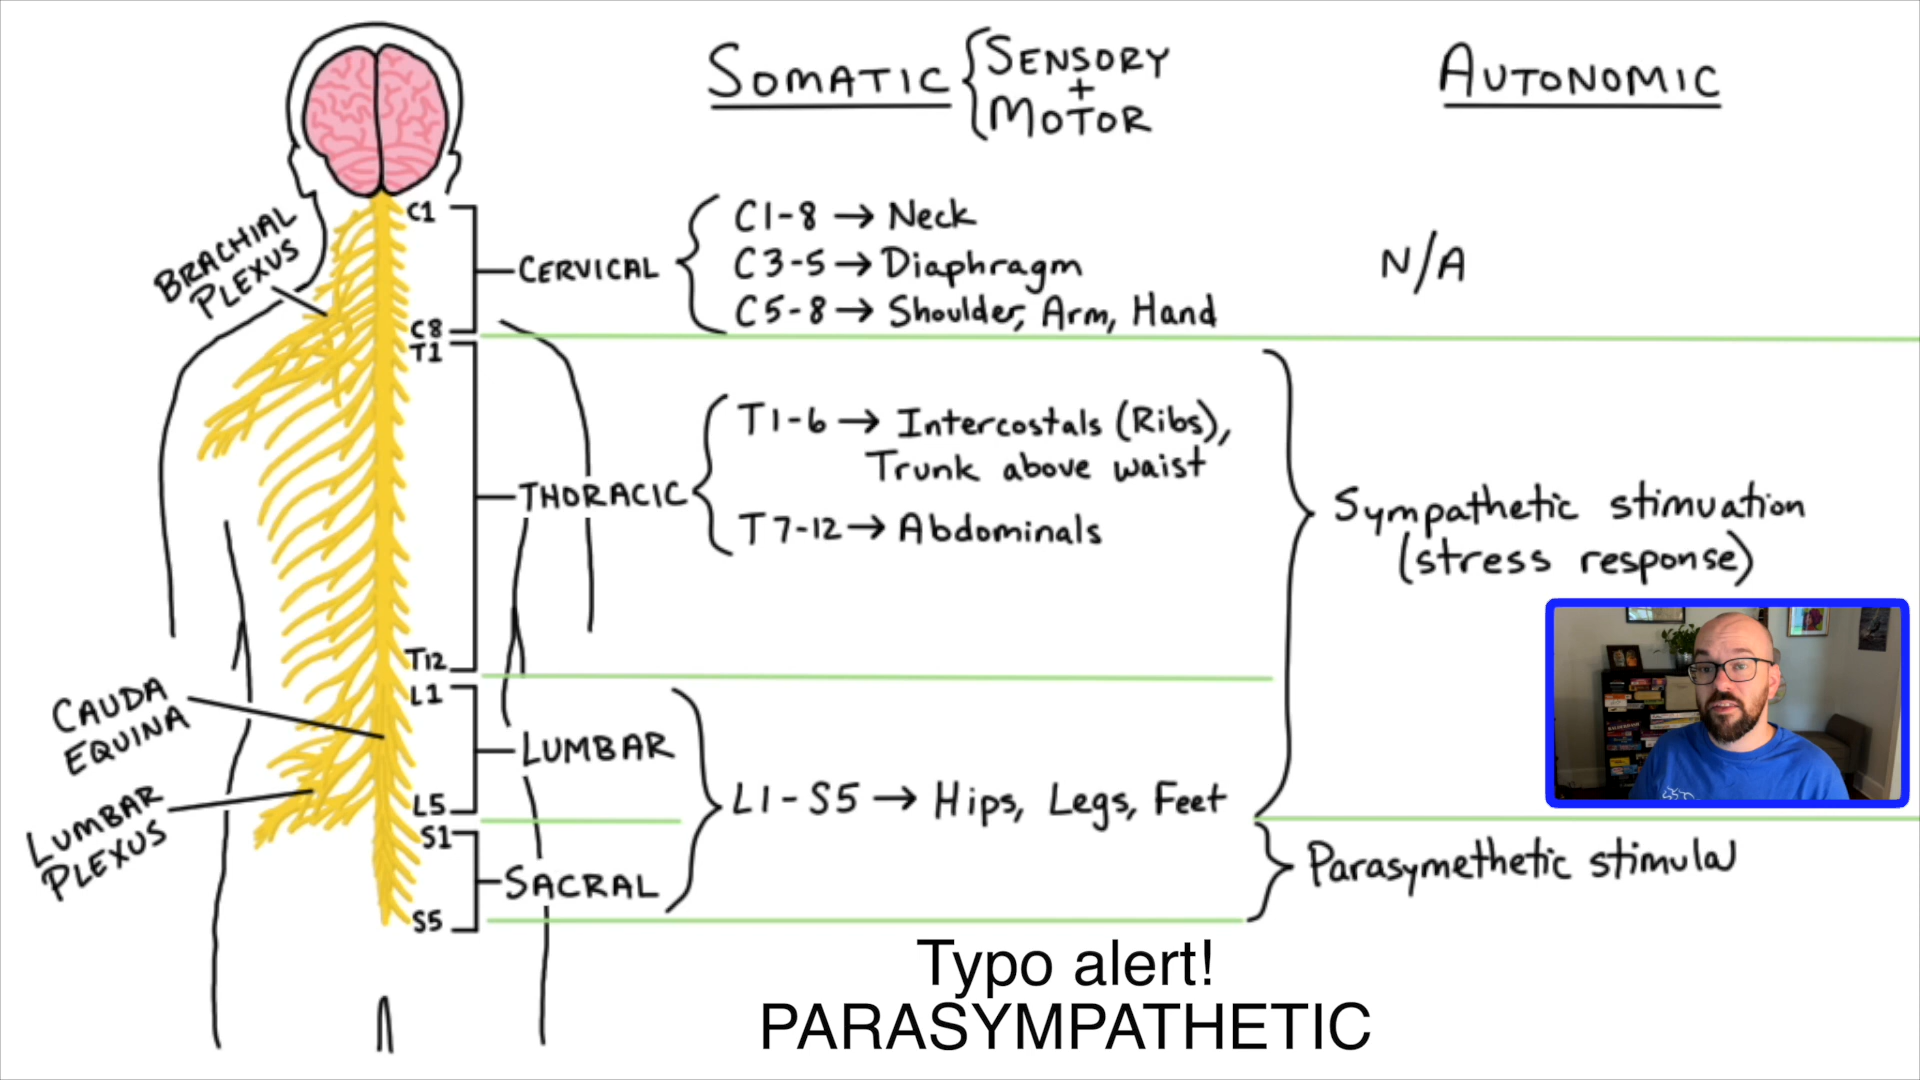 SOMATIC
SENSORY
+
MOTOR
AUTONOMIC
BRACHIAL
PLEXUS
C1
C8
CERVICAL
C1-8 → Neck
C3-5 → Diaphragm
C5-8 → Shoulder, Arm, Hand
N/A
T1
T12
THORACIC
T1-6 → Intercostals (Ribs),
Trunk above waist
T7-12 → Abdominals
Sympathetic stimuation
(stress response)
CAUDA
EQUINA
LUMBAR
PLEXUS
L1
L5
LUMBAR
S1
S5
SACRAL
L1-S5 → Hips, Legs, Feet
Parasymethetic stimulal
Typo alert!
PARASYMPATHETIC